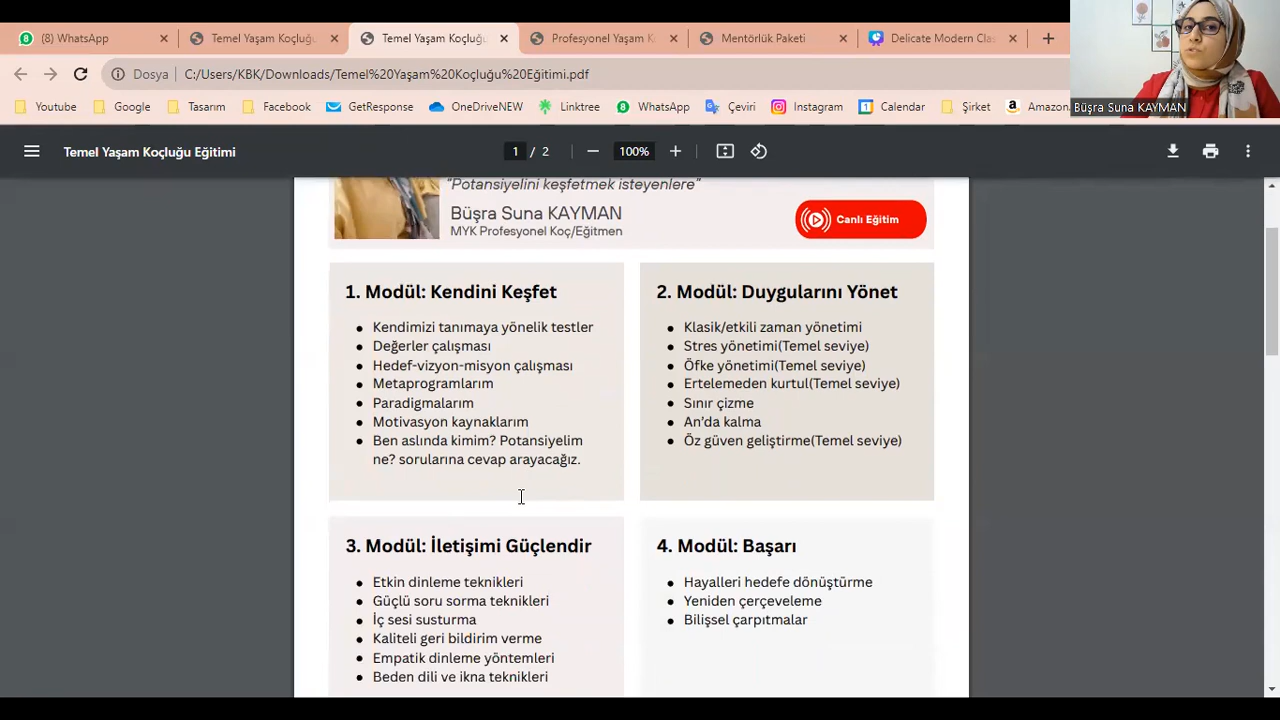 (8) WhatsApp
Temel Yaşam Koçluğu
Temel Yaşam Koçluğu
Profesyonel Yaşam K
Mentörlük Paketi
Delicate Modern Clas
Dosya C:/Users/KBK/Downloads/Temel%20Yaşam%20Koçluğu%20Eğitimi.pdf
Youtube Google Tasarım Facebook GetResponse OneDriveNEW Linktree WhatsApp Çeviri Instagram Calendar Şirket Amazon
Büşra Suna KAYMAN
Temel Yaşam Koçluğu Eğitimi
1 / 2
100%
“Potansiyelini keşfetmek isteyenlere”
Büşra Suna KAYMAN
MYK Profesyonel Koç/Eğitmen
Canlı Eğitim
1. Modül: Kendini Keşfet
Kendimizi tanımaya yönelik testler
Değerler çalışması
Hedef-vizyon-misyon çalışması
Metaprogramlarım
Paradigmalarım
Motivasyon kaynaklarım
Ben aslında kimim? Potansiyelim
ne? sorularına cevap arayacağız.
2. Modül: Duygularını Yönet
Klasik/etkili zaman yönetimi
Stres yönetimi(Temel seviye)
Öfke yönetimi(Temel seviye)
Ertelemeden kurtul(Temel seviye)
Sınır çizme
An’da kalma
Öz güven geliştirme(Temel seviye)
3. Modül: İletişimi Güçlendir
Etkin dinleme teknikleri
Güçlü soru sorma teknikleri
İç sesi susturma
Kaliteli geri bildirim verme
Empatik dinleme yöntemleri
Beden dili ve ikna teknikleri
4. Modül: Başarı
Hayalleri hedefe dönüştürme
Yeniden çerçeveleme
Bilişsel çarpıtmalar